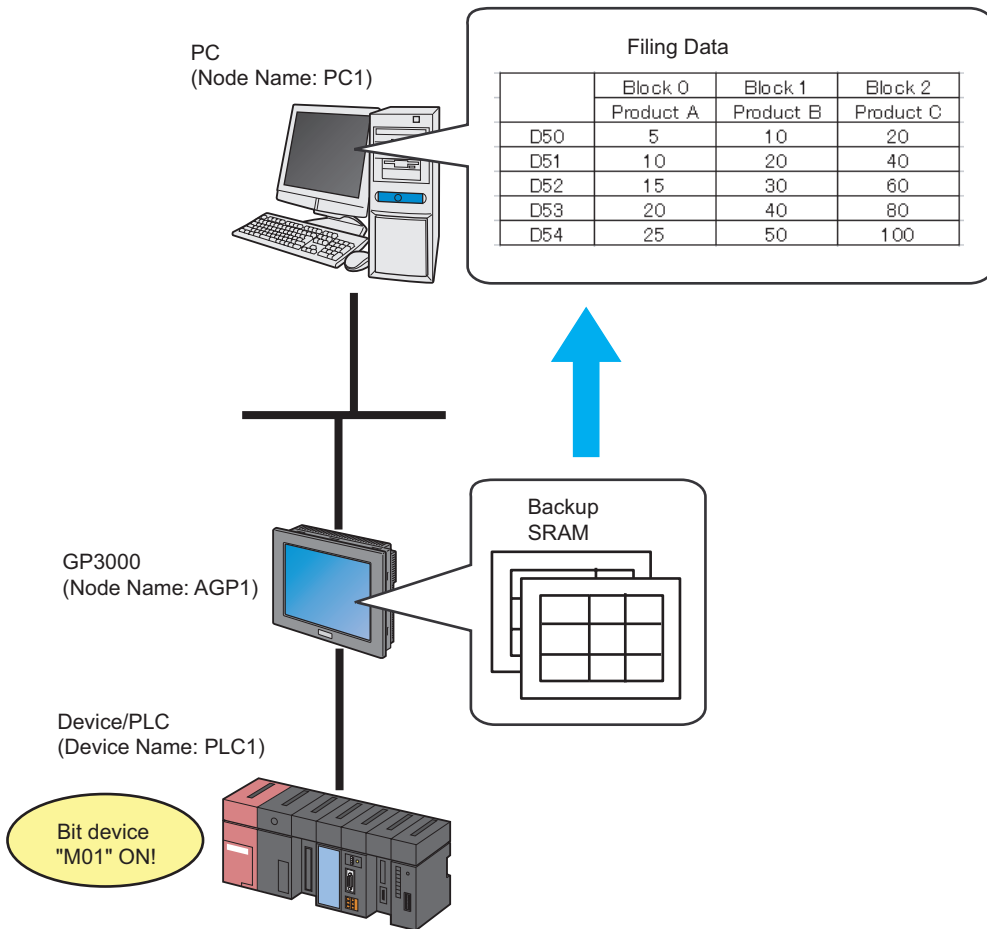 PC
(Node Name: PC1)
Filing Data
Block 0 Block 1 Block 2
Product A Product B Product C
D50 5 10 20
D51 10 20 40
D52 15 30 60
D53 20 40 80
D54 25 50 100
Backup
SRAM
GP3000
(Node Name: AGP1)
Device/PLC
(Device Name: PLC1)
Bit device
"M01" ON!